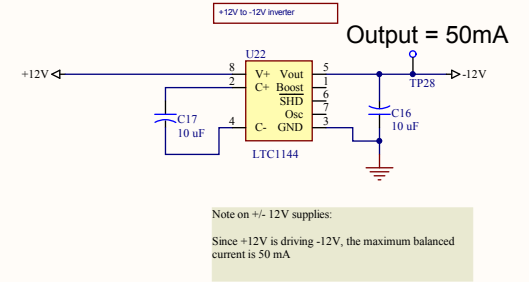 +12V to -12V inverter
Output = 50mA
U22
+12V 8 V+ Vout 5 -12V
2 C+ Boost 1 TP28
SHD 6
C17 Osc 7 C16
10 uF 4 C- GND 3 10 uF
LTC1144
Note on +/- 12V supplies:
Since +12V is driving -12V, the maximum balanced
current is 50 mA